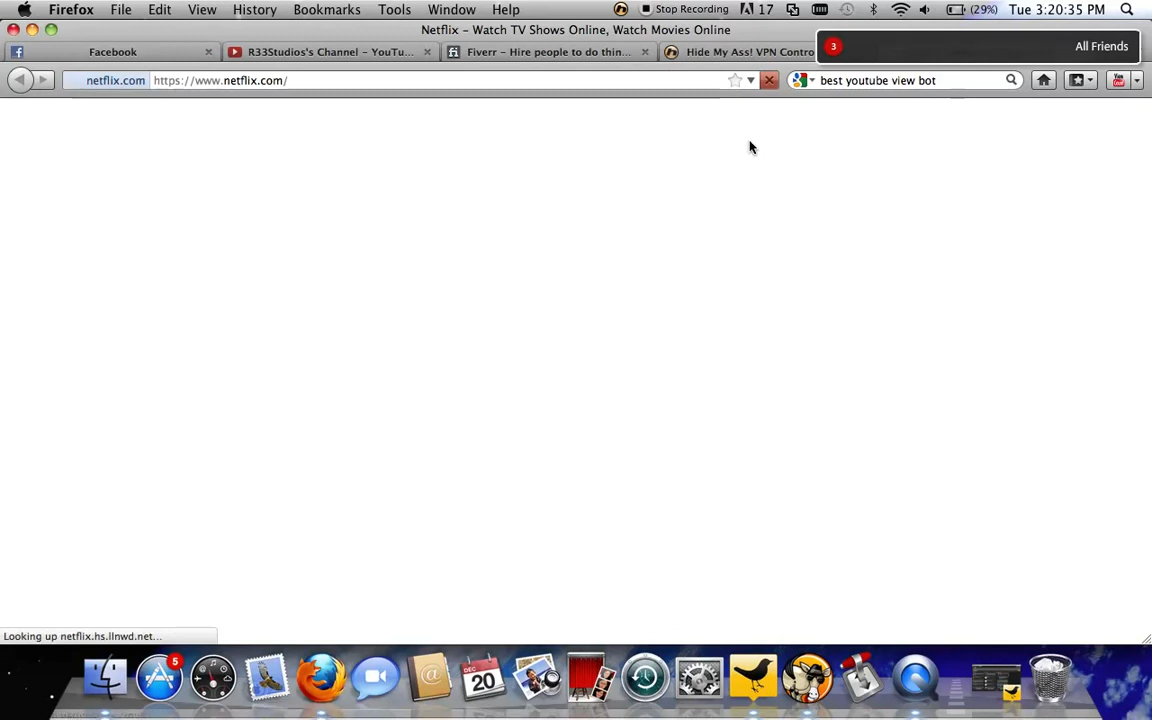 Firefox File Edit View History Bookmarks Tools Window Help Stop Recording 17 (29%) Tue 3:20:35 PM
Netflix – Watch TV Shows Online, Watch Movies Online
Facebook R33Studios's Channel – YouTu... Fiverr – Hire people to do thin... Hide My Ass! VPN Contro
3 All Friends
netflix.com https://www.netflix.com/ best youtube view bot You Tube
Looking up netflix.hs.llnwd.net...
5
DEC
20